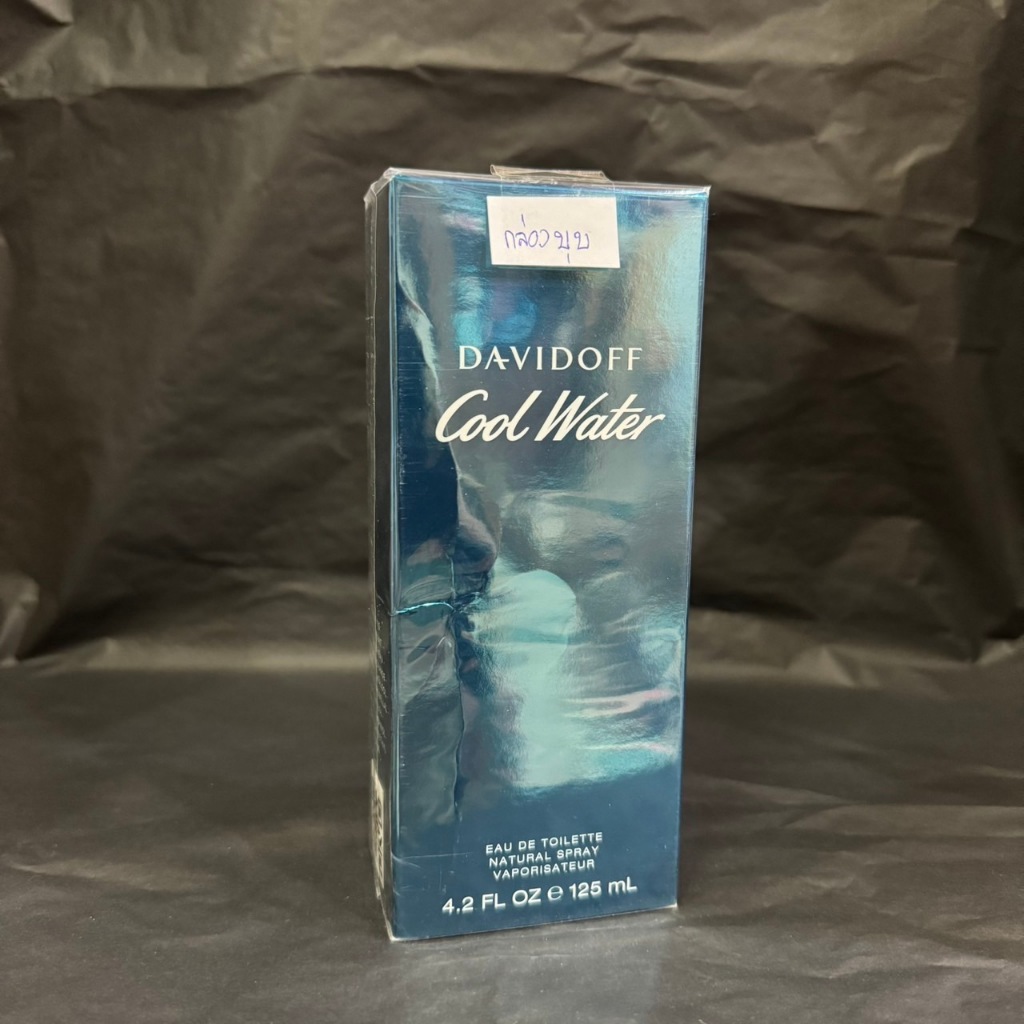 กล่องบุบ
DAVIDOFF
Cool Water
EAU DE TOILETTE
NATURAL SPRAY
VAPORISATEUR
4.2 FL OZ ℮ 125 mL